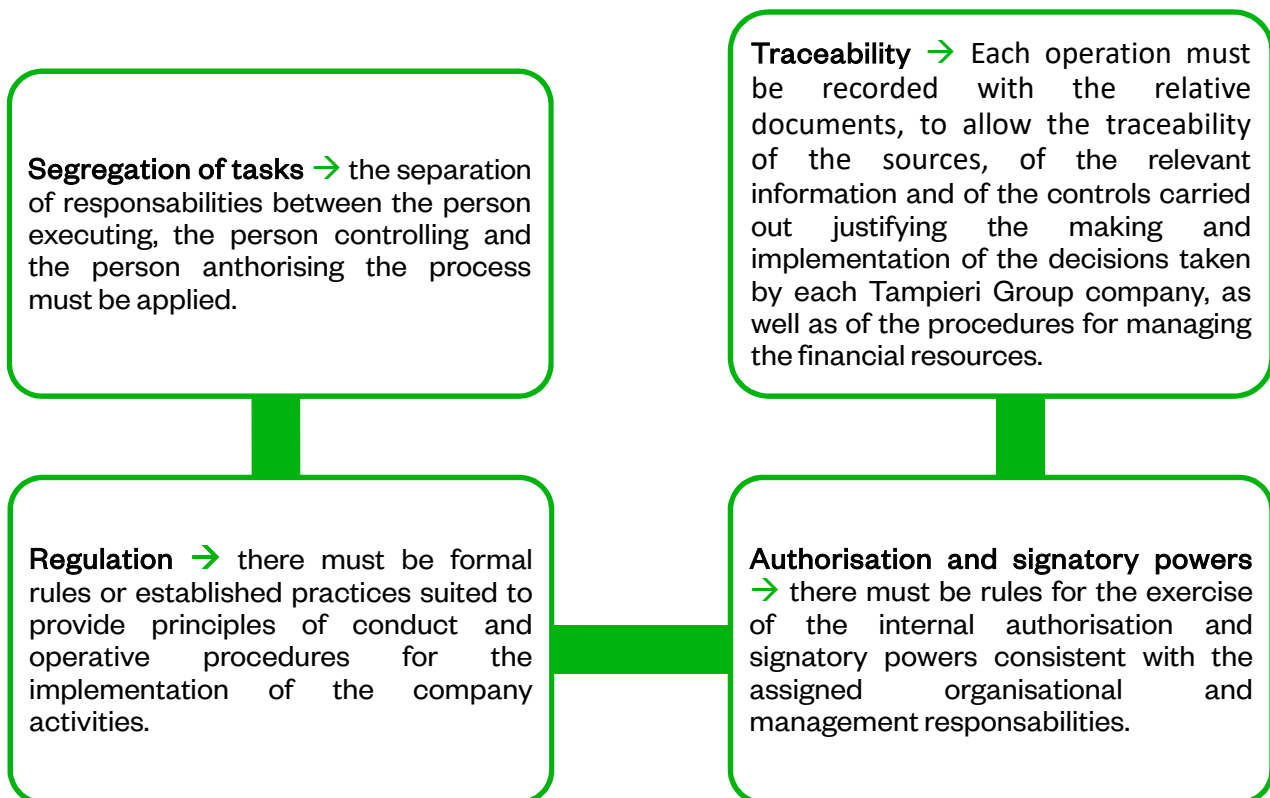 Segregation of tasks → the separation
of responsabilities between the person
executing, the person controlling and
the person anthorising the process
must be applied.
Regulation → there must be formal
rules or established practices suited to
provide principles of conduct and
operative procedures for the
implementation of the company
activities.
Authorisation and signatory powers
→ there must be rules for the exercise
of the internal authorisation and
signatory powers consistent with the
assigned organisational and
management responsabilities.
Traceability → Each operation must
be recorded with the relative
documents, to allow the traceability
of the sources, of the relevant
information and of the controls carried
out justifying the making and
implementation of the decisions taken
by each Tampieri Group company, as
well as of the procedures for managing
the financial resources.